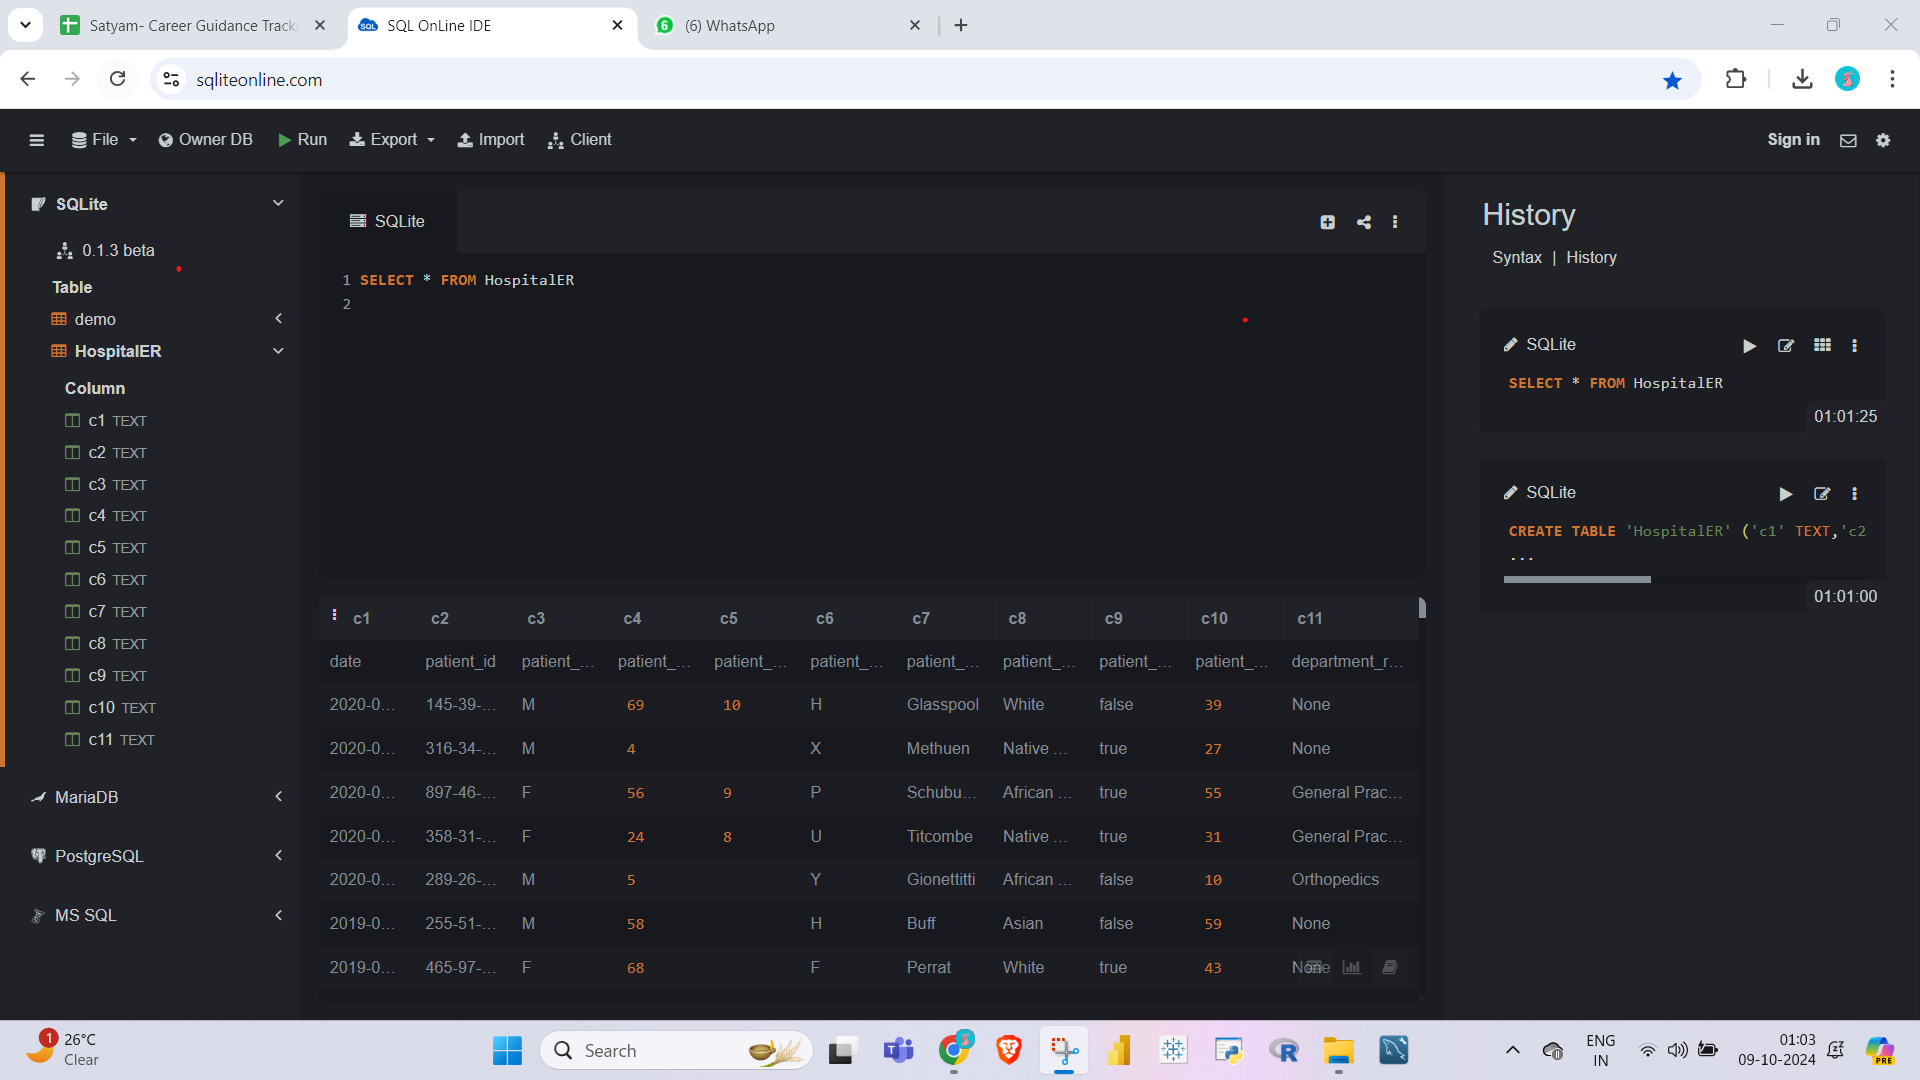 Satyam- Career Guidance Track
SQL OnLine IDE
6 (6) WhatsApp
sqliteonline.com
File
Owner DB
Run
Export
Import
Client
Sign in
SQLite
0.1.3 beta
Table
demo
HospitalER
Column
c1 TEXT
c2 TEXT
c3 TEXT
c4 TEXT
c5 TEXT
c6 TEXT
c7 TEXT
c8 TEXT
c9 TEXT
c10 TEXT
c11 TEXT
MariaDB
PostgreSQL
MS SQL
SQLite
1 SELECT * FROM HospitalER
2
c1 c2 c3 c4 c5 c6 c7 c8 c9 c10 c11
date patient_id patient_... patient_... patient_... patient_... patient_... patient_... patient_... patient_... department_r...
2020-0... 145-39-... M 69 10 H Glasspool White false 39 None
2020-0... 316-34-... M 4 X Methuen Native ... true 27 None
2020-0... 897-46-... F 56 9 P Schubu... African ... true 55 General Prac...
2020-0... 358-31-... F 24 8 U Titcombe Native ... true 31 General Prac...
2020-0... 289-26-... M 5 Y Gionettitti African ... false 10 Orthopedics
2019-0... 255-51-... M 58 H Buff Asian false 59 None
2019-0... 465-97-... F 68 F Perrat White true 43 None
History
Syntax | History
SQLite
SELECT * FROM HospitalER
01:01:25
SQLite
CREATE TABLE 'HospitalER' ('c1' TEXT,'c2
...
01:01:00
1
26°C
Clear
Search
ENG
IN
01:03
09-10-2024
PRE